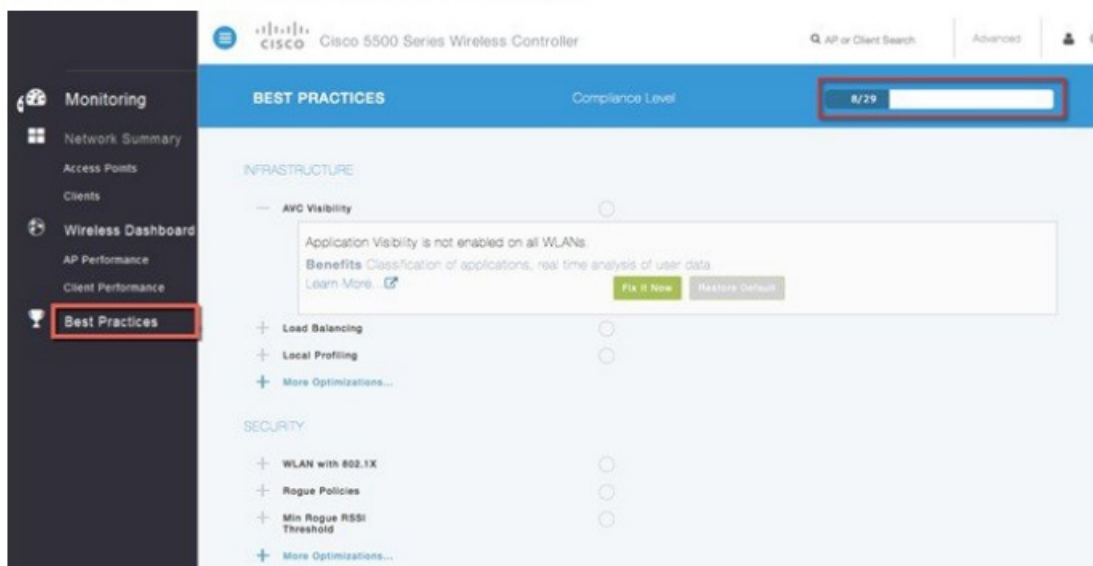 CISCO Cisco 5500 Series Wireless Controller
AP or Client Search
Advanced
Monitoring
Network Summary
Access Points
Clients
Wireless Dashboard
AP Performance
Client Performance
Best Practices
BEST PRACTICES
Compliance Level
8/29
INFRASTRUCTURE
AVC Visibility
Application Visibility is not enabled on all WLANs.
Benefits Classification of applications, real time analysis of user data.
Learn More...
Fix it Now
Restore Default
Load Balancing
Local Profiling
More Optimizations...
SECURITY
WLAN with 802.1X
Rogue Policies
Min Rogue RSSI
Threshold
More Optimizations...